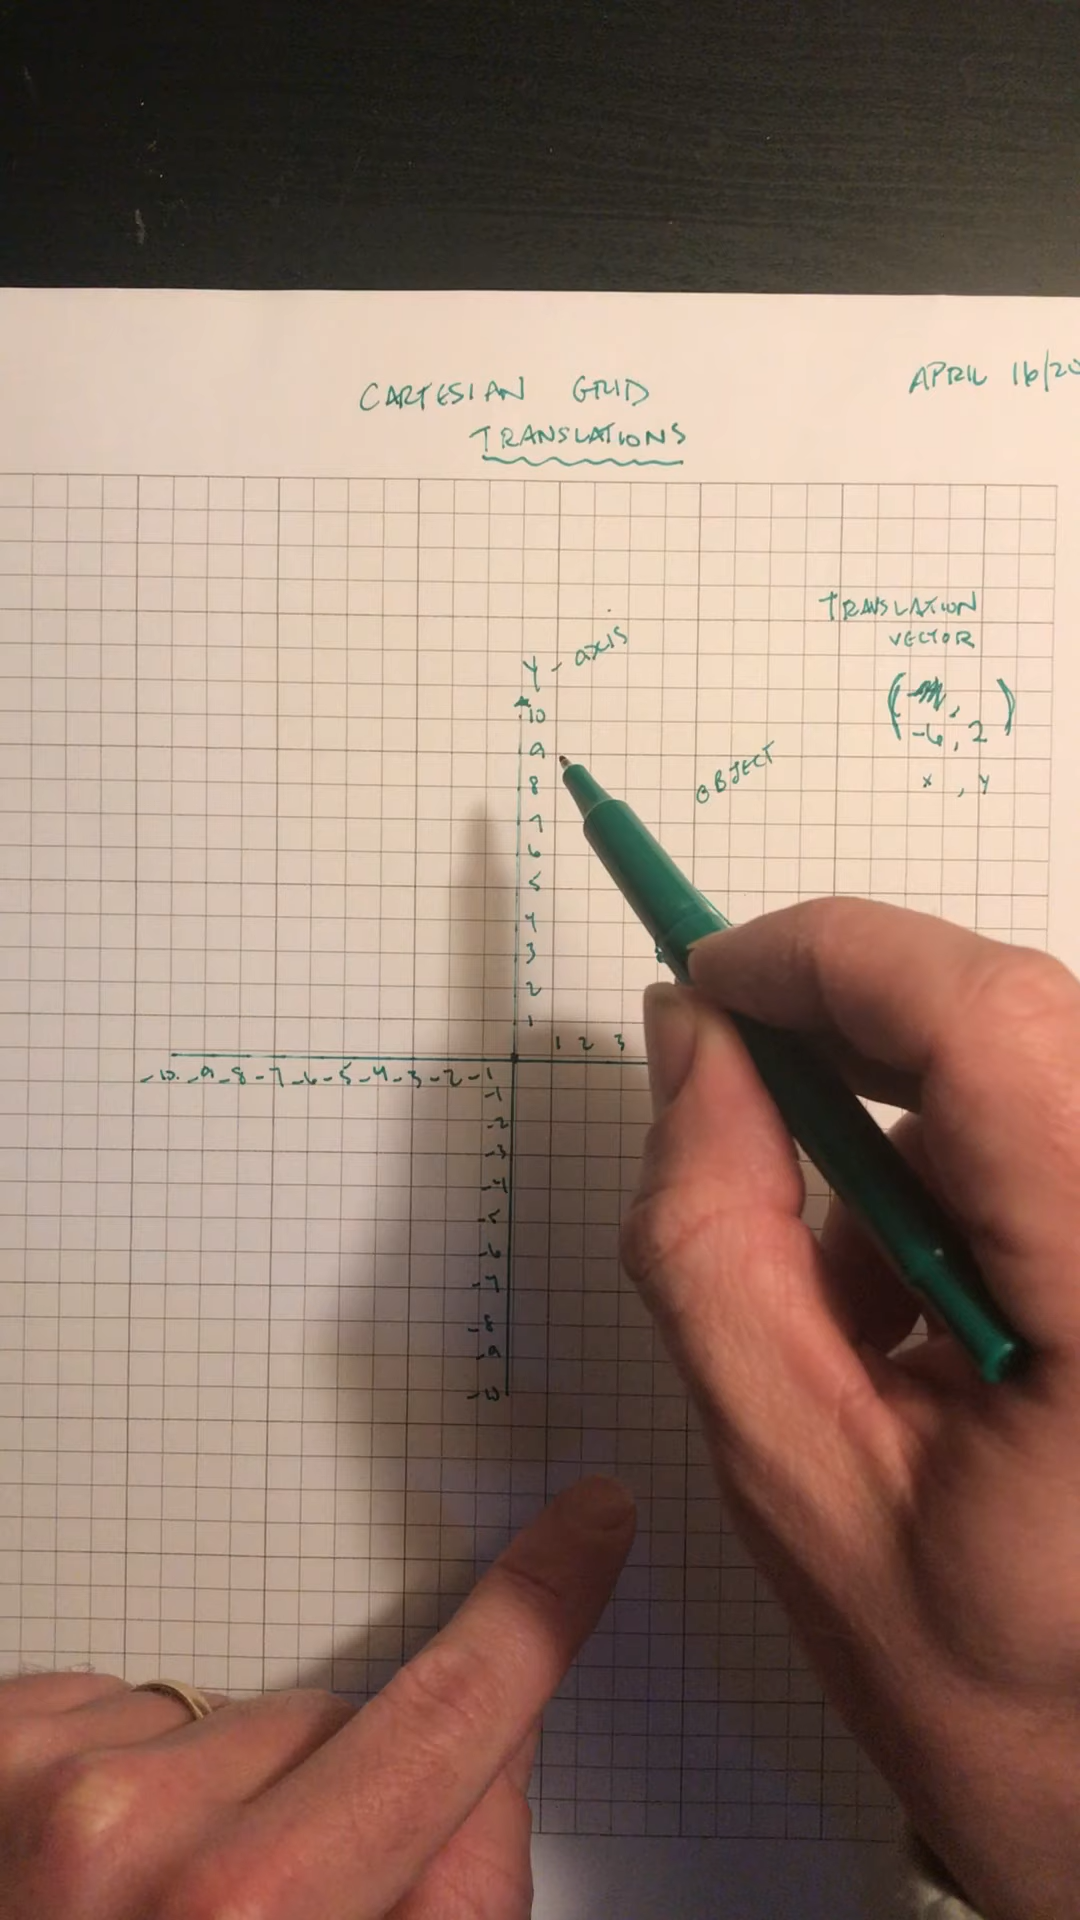 CARTESIAN GRID
TRANSLATIONS
APRIL 16/20
TRANSLATION
VECTOR
( , )
-6, 2
x , y
Y - axis
OBJECT
10
9
8
7
6
5
4
3
2
1
1 2 3
-10 -9 -8 -7 -6 -5 -4 -3 -2 -1
-1
-2
-3
-4
-5
-6
-7
-8
-9
-10